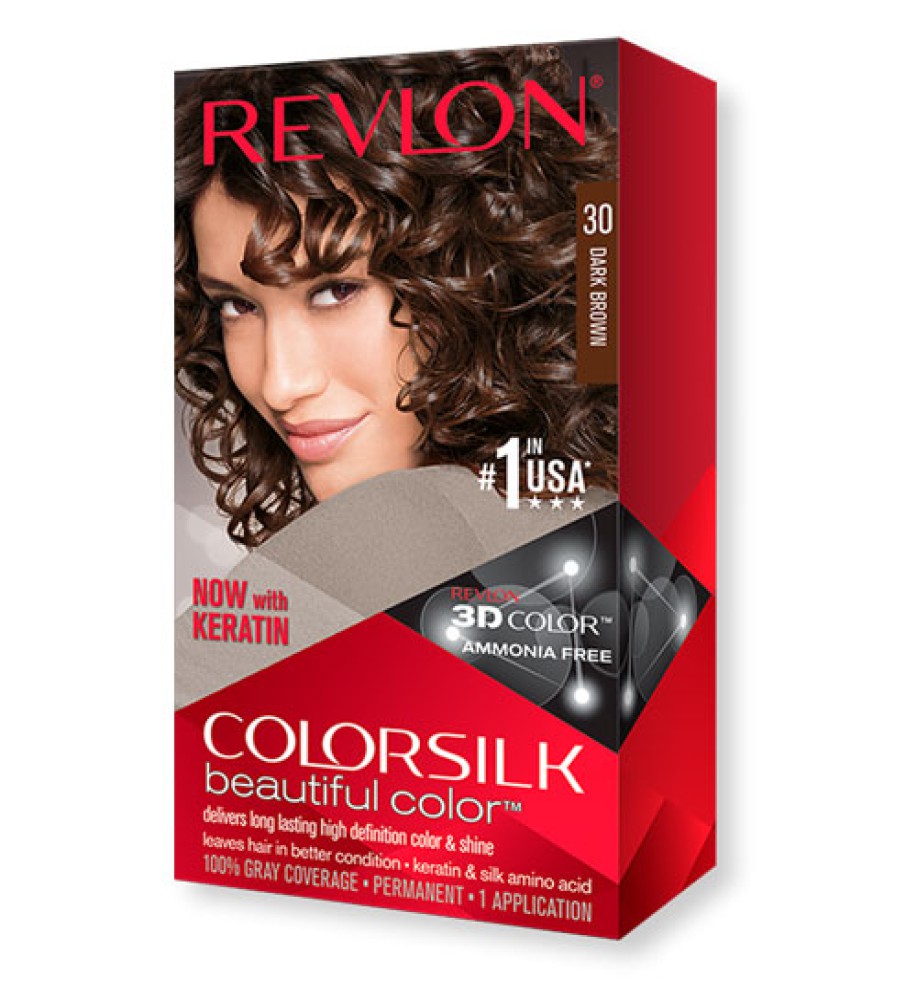 REVLON®
30
DARK BROWN
#1 IN USA*
NOW with
KERATIN
REVLON
3D COLOR™
AMMONIA FREE
COLORSILK
beautiful color™
delivers long lasting high definition color & shine
leaves hair in better condition • keratin & silk amino acid
100% GRAY COVERAGE • PERMANENT • 1 APPLICATION